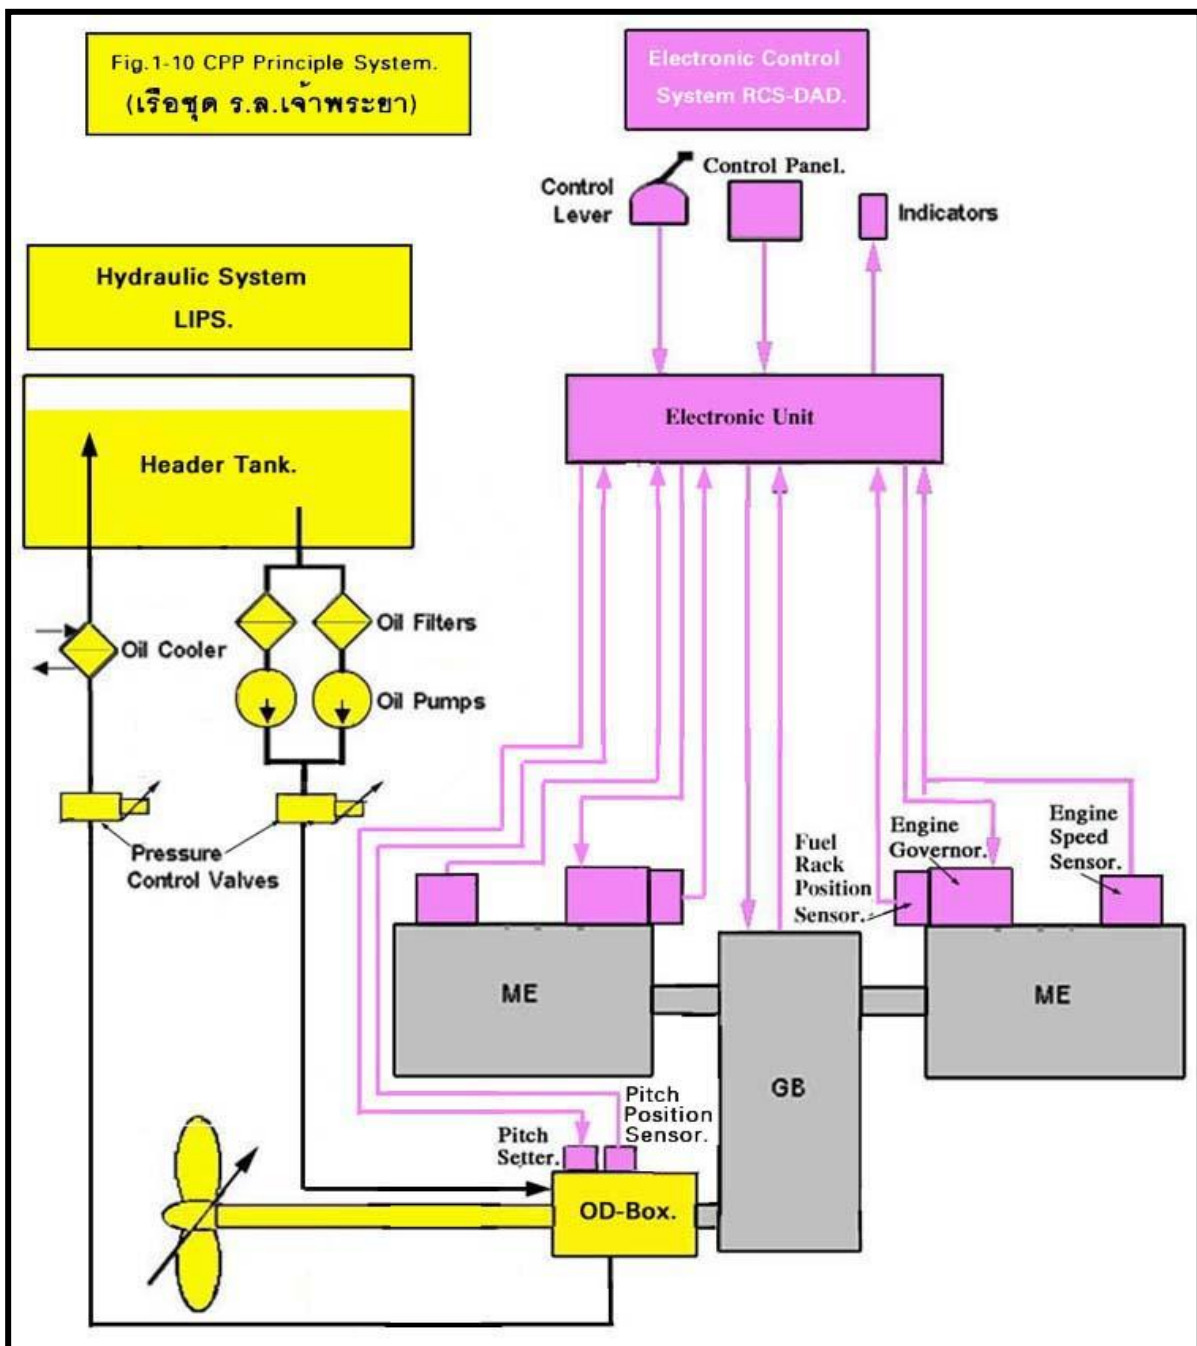 Fig.1-10 CPP Principle System.
(เรือชุด ร.ล.เจ้าพระยา)
Electronic Control
System RCS-DAD.
Control
Lever
Control Panel.
Indicators
Hydraulic System
LIPS.
Electronic Unit
Header Tank.
Oil Filters
Oil Cooler
Oil Pumps
Pressure
Control Valves
Fuel
Rack
Position
Sensor.
Engine
Governor.
Engine
Speed
Sensor.
ME
ME
GB
Pitch
Position
Sensor.
Pitch
Setter.
OD-Box.